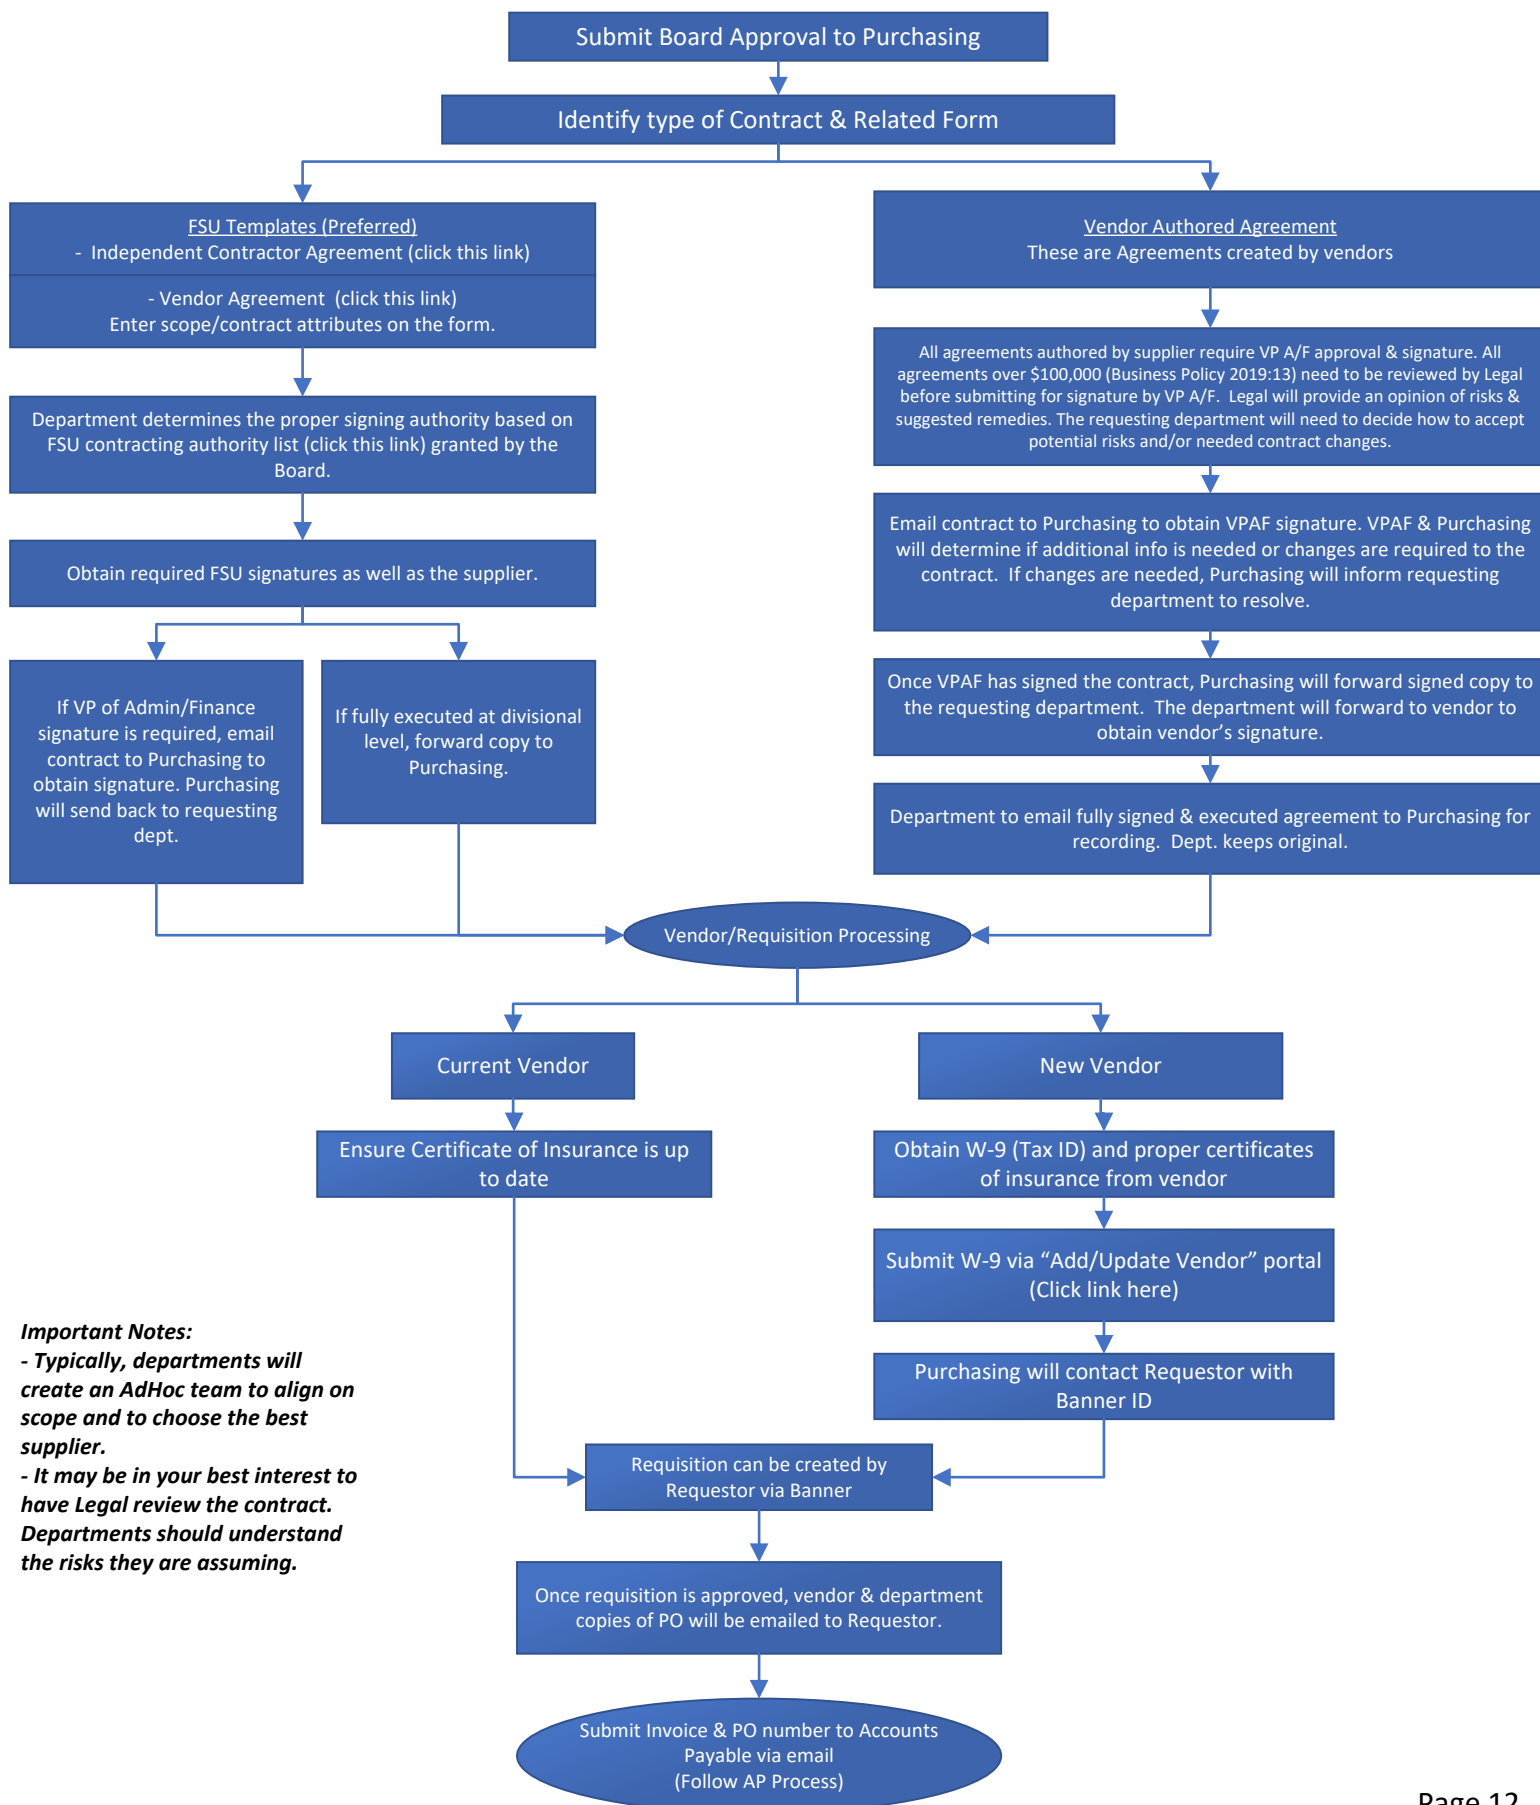 Submit Board Approval to Purchasing
Identify type of Contract & Related Form
FSU Templates (Preferred)
- Independent Contractor Agreement (click this link)
- Vendor Agreement (click this link)
Enter scope/contract attributes on the form.
Department determines the proper signing authority based on
FSU contracting authority list (click this link) granted by the
Board.
Obtain required FSU signatures as well as the supplier.
If VP of Admin/Finance
signature is required, email
contract to Purchasing to
obtain signature. Purchasing
will send back to requesting
dept.
If fully executed at divisional
level, forward copy to
Purchasing.
Vendor Authored Agreement
These are Agreements created by vendors
All agreements authored by supplier require VP A/F approval & signature. All
agreements over $100,000 (Business Policy 2019:13) need to be reviewed by Legal
before submitting for signature by VP A/F. Legal will provide an opinion of risks &
suggested remedies. The requesting department will need to decide how to accept
potential risks and/or needed contract changes.
Email contract to Purchasing to obtain VPAF signature. VPAF & Purchasing
will determine if additional info is needed or changes are required to the
contract. If changes are needed, Purchasing will inform requesting
department to resolve.
Once VPAF has signed the contract, Purchasing will forward signed copy to
the requesting department. The department will forward to vendor to
obtain vendor's signature.
Department to email fully signed & executed agreement to Purchasing for
recording. Dept. keeps original.
Vendor/Requisition Processing
Current Vendor
Ensure Certificate of Insurance is up
to date
New Vendor
Obtain W-9 (Tax ID) and proper certificates
of insurance from vendor
Submit W-9 via “Add/Update Vendor” portal
(Click link here)
Purchasing will contact Requestor with
Banner ID
Important Notes:
- Typically, departments will
create an AdHoc team to align on
scope and to choose the best
supplier.
- It may be in your best interest to
have Legal review the contract.
Departments should understand
the risks they are assuming.
Requisition can be created by
Requestor via Banner
Once requisition is approved, vendor & department
copies of PO will be emailed to Requestor.
Submit Invoice & PO number to Accounts
Payable via email
(Follow AP Process)
Page 12